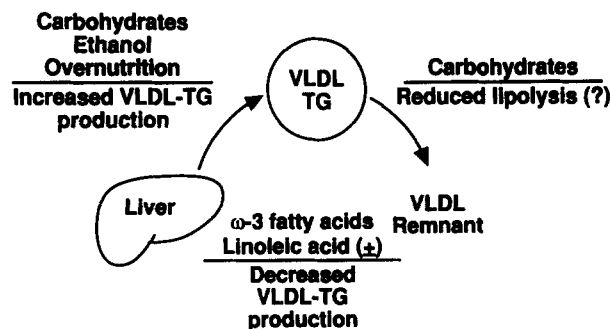 Carbohydrates
Ethanol
Overnutrition
Increased VLDL-TG
production
VLDL
TG
Carbohydrates
Reduced lipolysis (?)
Liver
VLDL
Remnant
ω-3 fatty acids
Linoleic acid (±)
Decreased
VLDL-TG
production